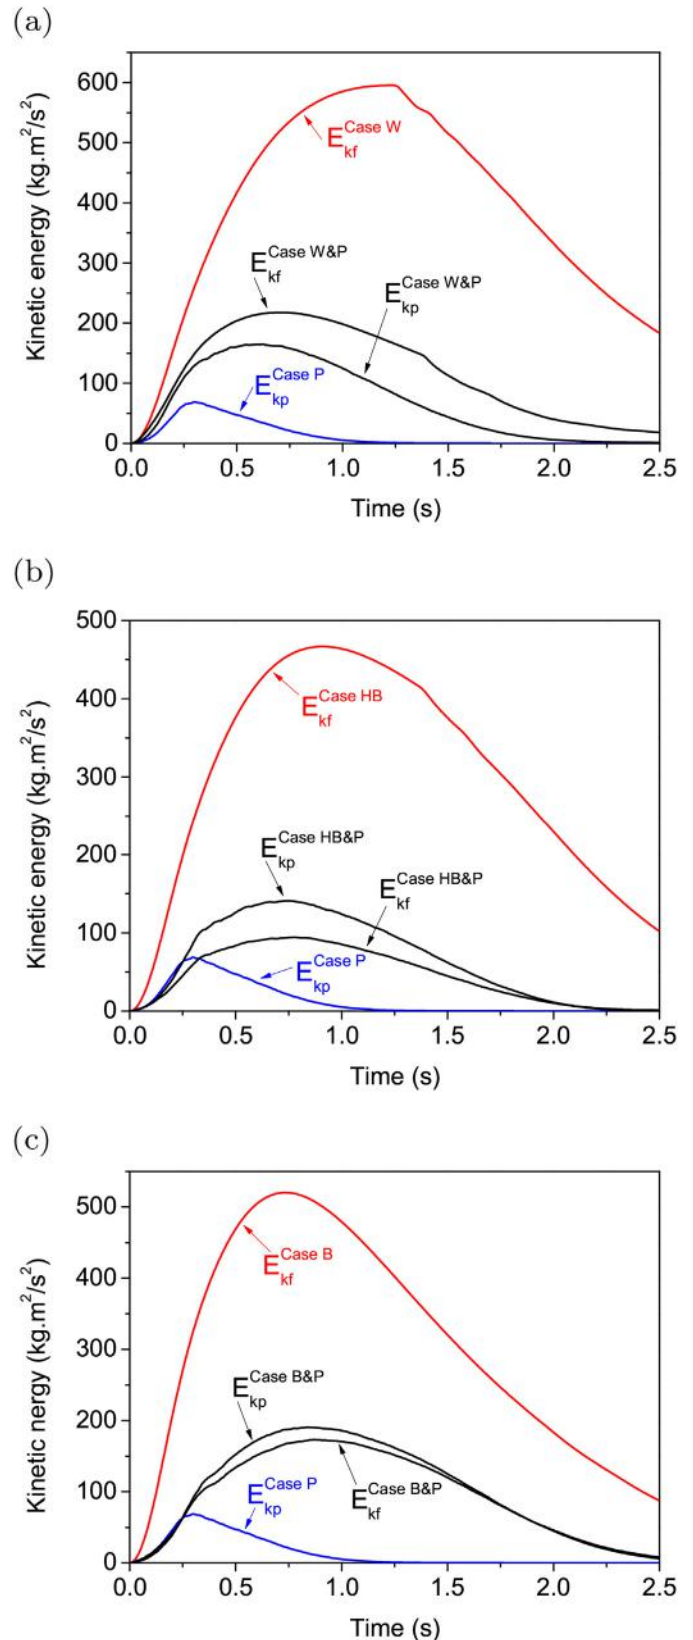 (a)
Kinetic energy (kg.m²/s²)
600
500
400
300
200
100
0
E_kf^Case W
E_kf^Case W&P
E_kp^Case W&P
E_kp^Case P
0.0 0.5 1.0 1.5 2.0 2.5
Time (s)
(b)
Kinetic energy (kg.m²/s²)
500
400
300
200
100
0
E_kf^Case HB
E_kp^Case HB&P
E_kf^Case HB&P
E_kp^Case P
0.0 0.5 1.0 1.5 2.0 2.5
Time (s)
(c)
Kinetic nergy (kg.m²/s²)
500
400
300
200
100
0
E_kf^Case B
E_kp^Case B&P
E_kp^Case P
E_kf^Case B&P
0.0 0.5 1.0 1.5 2.0 2.5
Time (s)